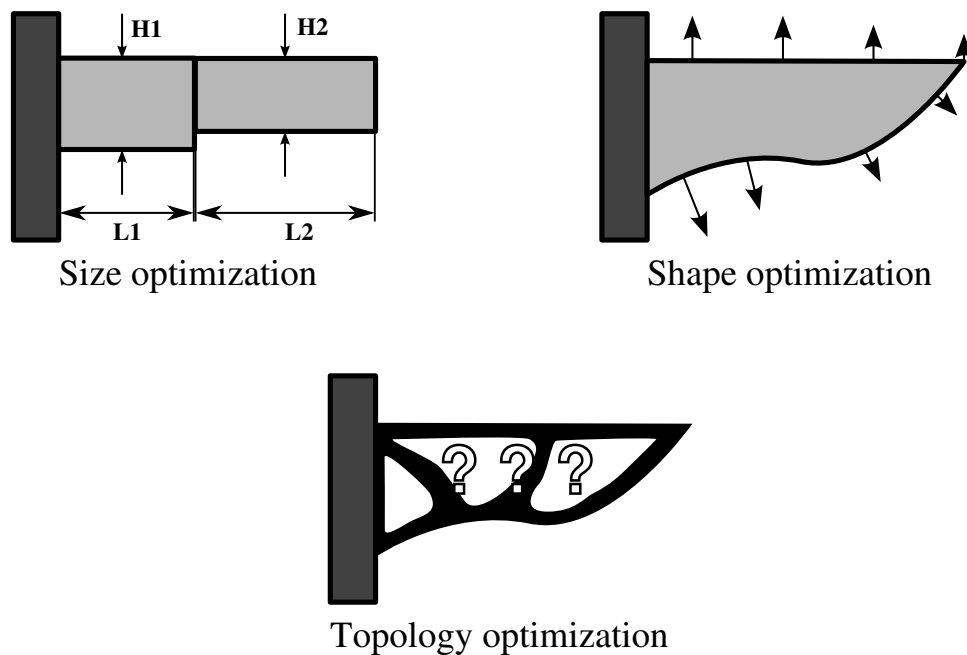 H1 H2
L1 L2
Size optimization
Shape optimization
? ? ?
Topology optimization